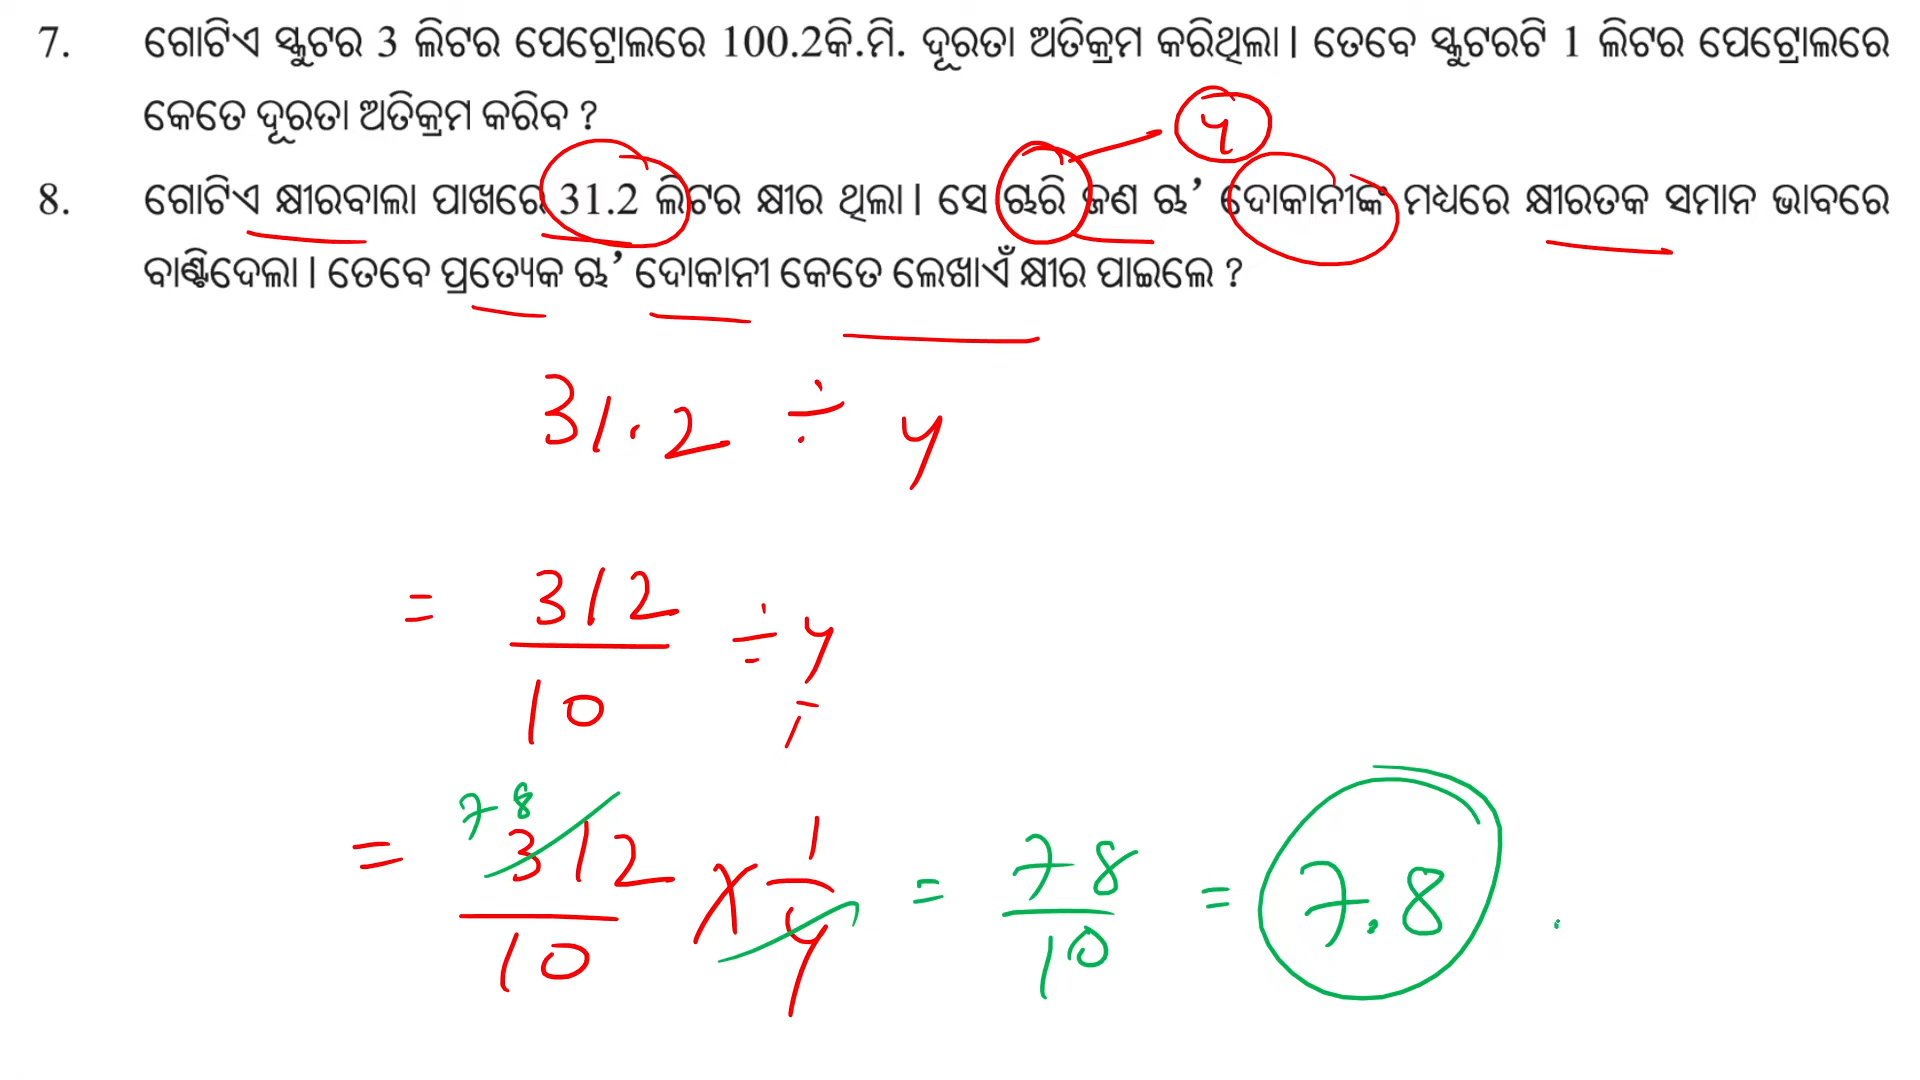 7. ଗୋଟିଏ ସ୍କୁଟର 3 ଲିଟର ପେଟ୍ରୋଲରେ 100.2କି.ମି. ଦୂରତା ଅତିକ୍ରମ କରିଥିଲା। ତେବେ ସ୍କୁଟରଟି 1 ଲିଟର ପେଟ୍ରୋଲରେ
କେତେ ଦୂରତା ଅତିକ୍ରମ କରିବ ?
4
8. ଗୋଟିଏ କ୍ଷୀରବାଲା ପାଖରେ 31.2 ଲିଟର କ୍ଷୀର ଥିଲା। ସେ ଚାରି ଜଣ ଚା' ଦୋକାନୀଙ୍କ ମଧ୍ୟରେ କ୍ଷୀରତକ ସମାନ ଭାବରେ
ବାଣ୍ଟିଦେଲା। ତେବେ ପ୍ରତ୍ୟେକ ଚା' ଦୋକାନୀ କେତେ ଲେଖାଏଁ କ୍ଷୀର ପାଇଲେ ?
31.2 ÷ 4
= 312/10 ÷ 4
78
= 312/10 × 1/4 = 78/10 = 7.8